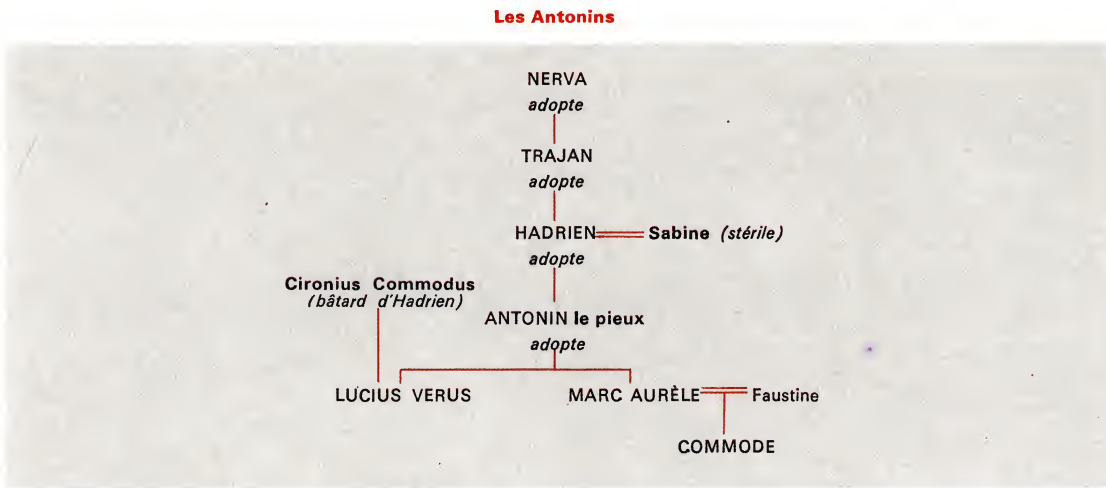 Les Antonins
NERVA
adopte
TRAJAN
adopte
HADRIEN Sabine (stérile)
adopte
Cironius Commodus
(bâtard d'Hadrien)
ANTONIN le pieux
adopte
LUCIUS VERUS MARC AURÈLE Faustine
COMMODE